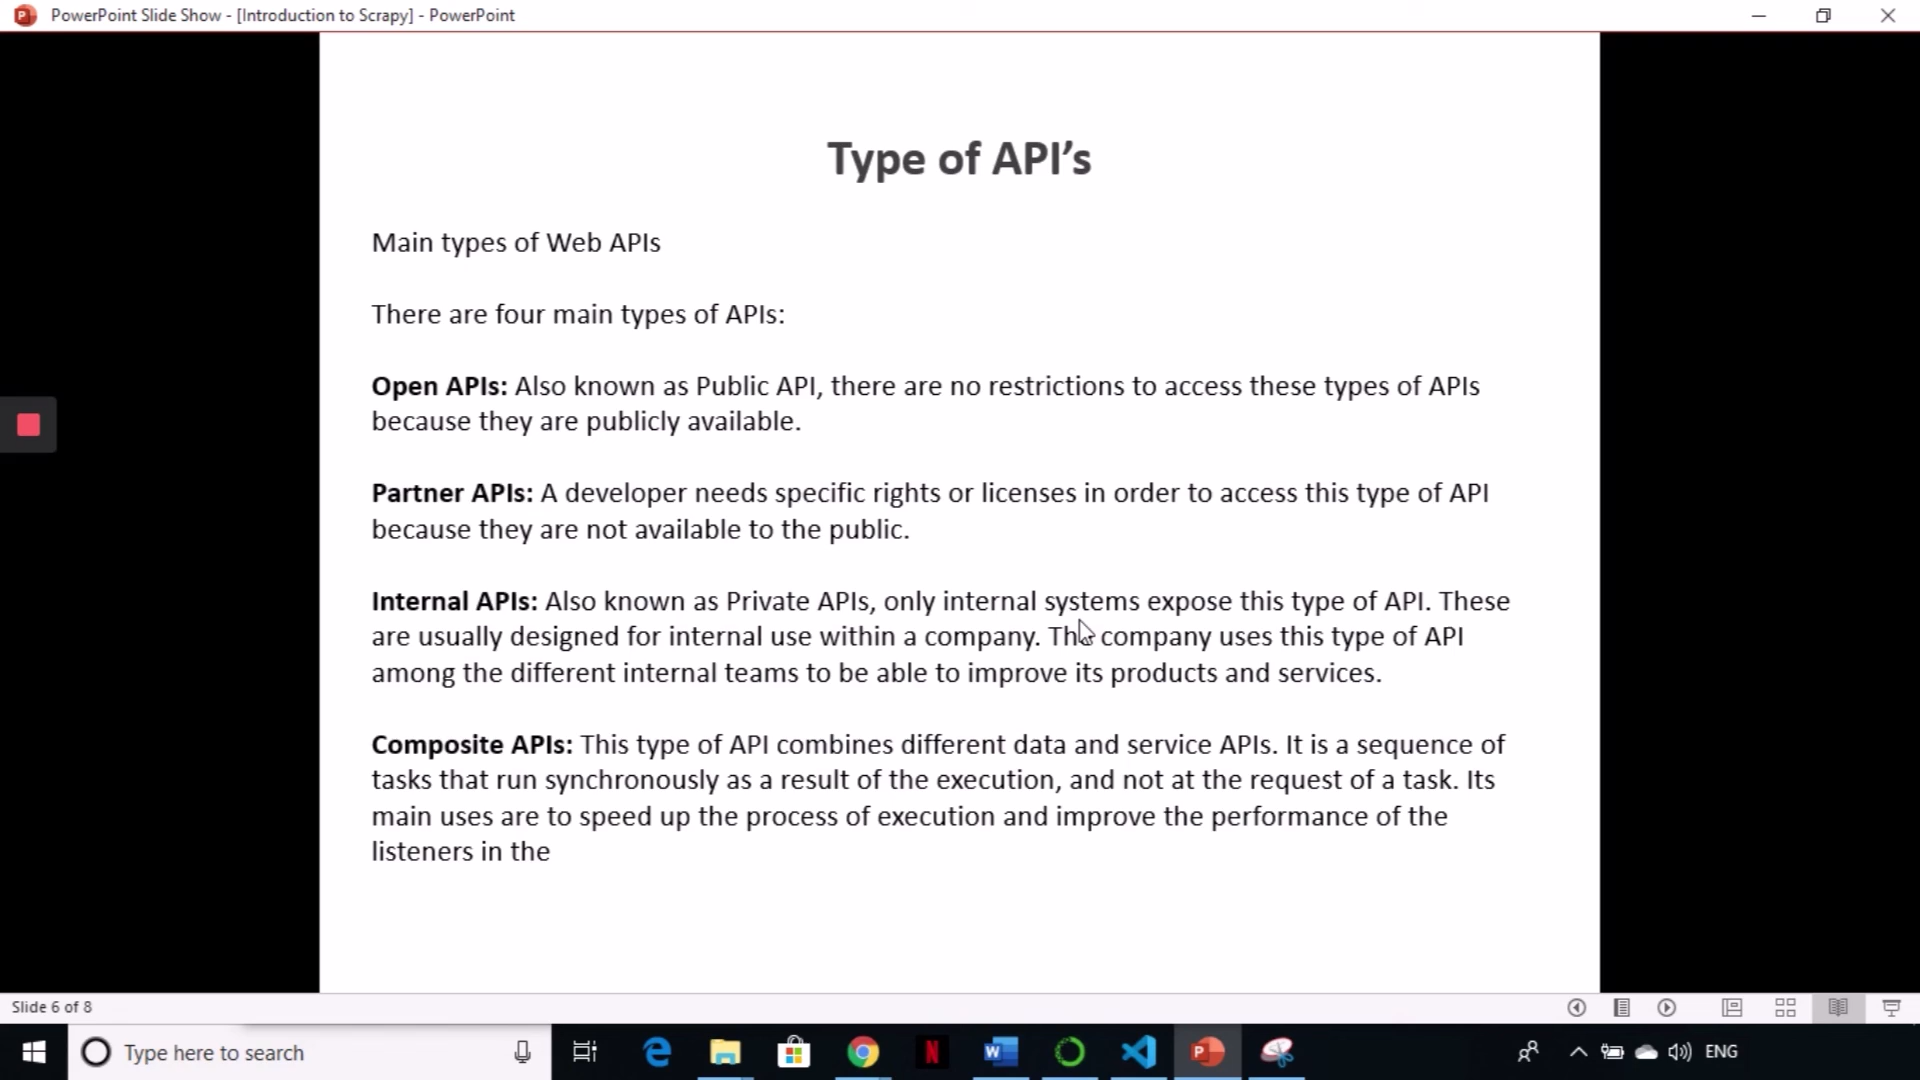 PowerPoint Slide Show - [Introduction to Scrapy] - PowerPoint
Type of API’s
Main types of Web APIs
There are four main types of APIs:
Open APIs: Also known as Public API, there are no restrictions to access these types of APIs
because they are publicly available.
Partner APIs: A developer needs specific rights or licenses in order to access this type of API
because they are not available to the public.
Internal APIs: Also known as Private APIs, only internal systems expose this type of API. These
are usually designed for internal use within a company. The company uses this type of API
among the different internal teams to be able to improve its products and services.
Composite APIs: This type of API combines different data and service APIs. It is a sequence of
tasks that run synchronously as a result of the execution, and not at the request of a task. Its
main uses are to speed up the process of execution and improve the performance of the
listeners in the
Slide 6 of 8
Type here to search
ENG